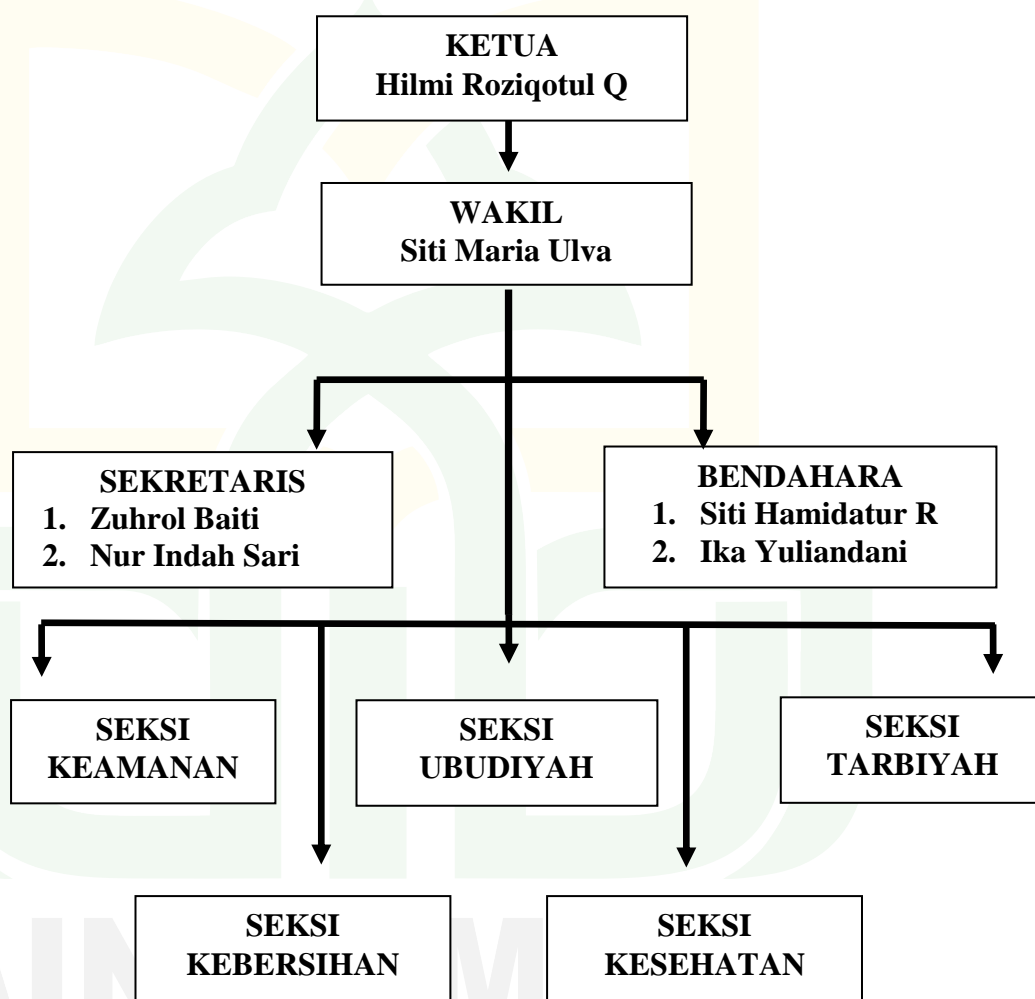 KETUA
Hilmi Roziqotul Q
WAKIL
Siti Maria Ulva
SEKRETARIS
1. Zuhrol Baiti
2. Nur Indah Sari
BENDAHARA
1. Siti Hamidatur R
2. Ika Yuliandani
SEKSI
KEAMANAN
SEKSI
UBUDIYAH
SEKSI
TARBIYAH
SEKSI
KEBERSIHAN
SEKSI
KESEHATAN